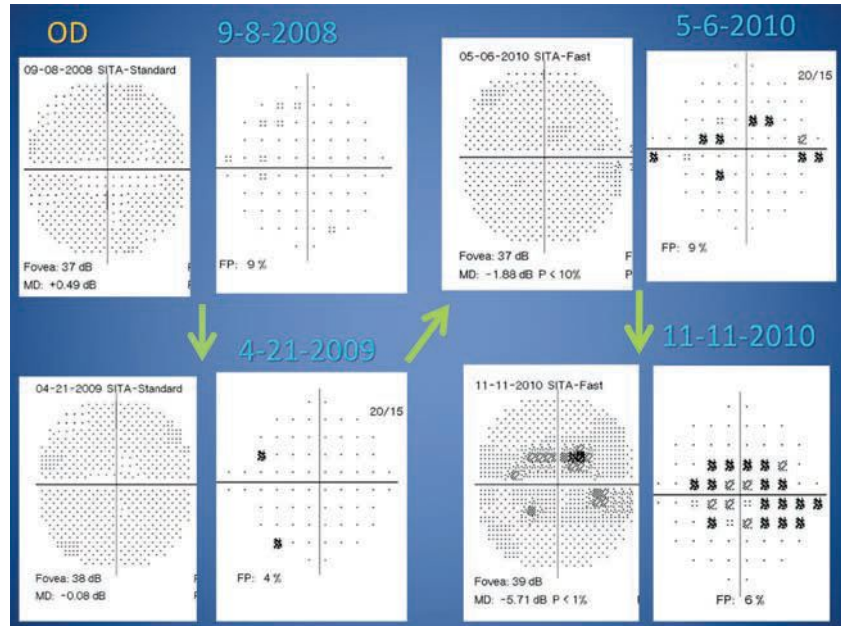 OD
9-8-2008
09-08-2008 SITA-Standard
Fovea: 37 dB
MD: +0.49 dB
FP: 9 %
4-21-2009
04-21-2009 SITA-Standard
20/15
Fovea: 38 dB
MD: -0.08 dB
FP: 4 %
5-6-2010
05-06-2010 SITA-Fast
20/15
Fovea: 37 dB
MD: -1.88 dB P < 10%
FP: 9 %
11-11-2010
11-11-2010 SITA-Fast
Fovea: 39 dB
MD: -5.71 dB P < 1%
FP: 6 %